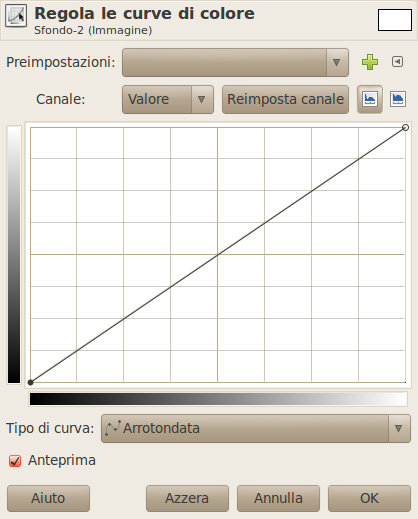 Regola le curve di colore
Sfondo-2 (Immagine)
Preimpostazioni:
Canale: Valore Reimposta canale
Tipo di curva: Arrotondata
Anteprima
Aiuto Azzera Annulla OK